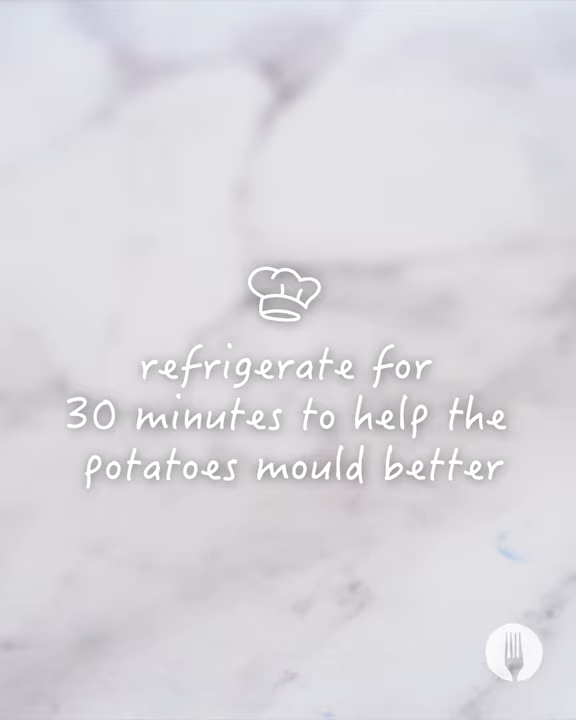 refrigerate for
30 minutes to help the
potatoes mould better